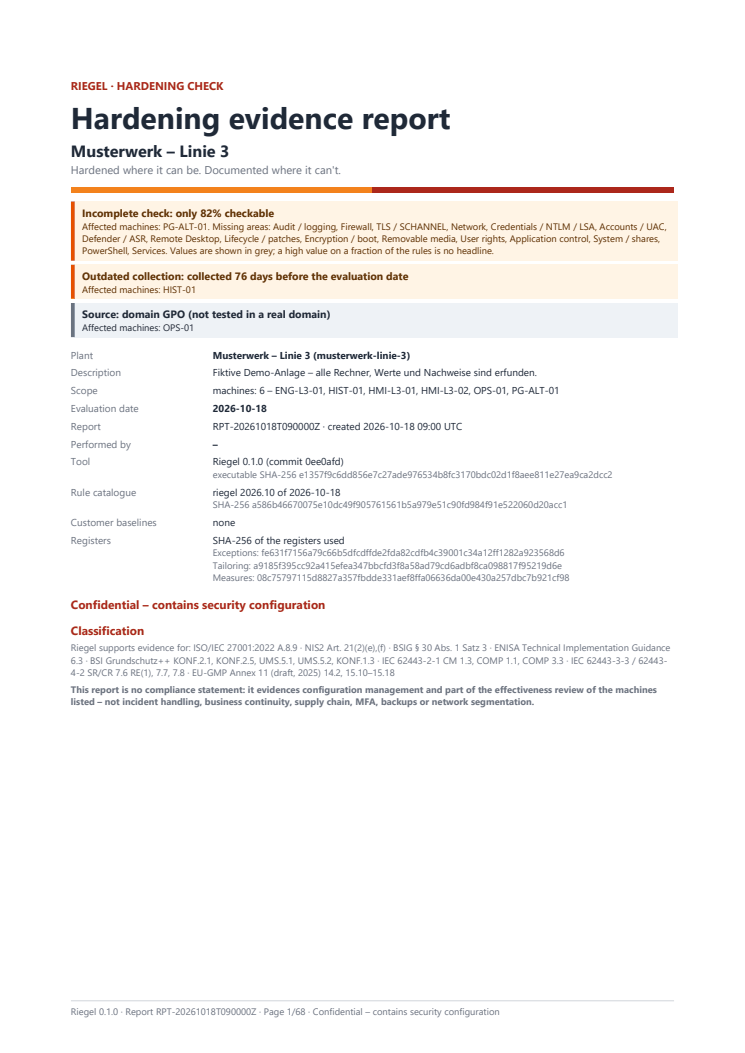 RIEGEL · HARDENING CHECK
Hardening evidence report
Musterwerk – Linie 3
Hardened where it can be. Documented where it can't.
Incomplete check: only 82% checkable
Affected machines: PG-ALT-01. Missing areas: Audit / logging, Firewall, TLS / SCHANNEL, Network, Credentials / NTLM / LSA, Accounts / UAC,
Defender / ASR, Remote Desktop, Lifecycle / patches, Encryption / boot, Removable media, User rights, Application control, System / shares,
PowerShell, Services. Values are shown in grey; a high value on a fraction of the rules is no headline.
Outdated collection: collected 76 days before the evaluation date
Affected machines: HIST-01
Source: domain GPO (not tested in a real domain)
Affected machines: OPS-01
Plant Musterwerk – Linie 3 (musterwerk-linie-3)
Description Fiktive Demo-Anlage – alle Rechner, Werte und Nachweise sind erfunden.
Scope machines: 6 – ENG-L3-01, HIST-01, HMI-L3-01, HMI-L3-02, OPS-01, PG-ALT-01
Evaluation date 2026-10-18
Report RPT-20261018T090000Z · created 2026-10-18 09:00 UTC
Performed by –
Tool Riegel 0.1.0 (commit 0ee0afd)
executable SHA-256 e1357f9c6dd856e7c27ade976534b8fc3170bdc02d1f8aee811e27ea9ca2dcc2
Rule catalogue riegel 2026.10 of 2026-10-18
SHA-256 a586b46670075e10dc49f905761561b5a979e51c90fd984f91e522060d20acc1
Customer baselines none
Registers SHA-256 of the registers used
Exceptions: fe631f7156a79c66b5dfcdffde2fda82cdfb4c39001c34a12ff1282a923568d6
Tailoring: a9185f395cc92a415efea347bbcfd3f8a58ad79cd6adbf8ca098817f95219d6e
Measures: 08c75797115d8827a357fbdde331aef8ffa06636da00e430a257dbc7b921cf98
Confidential – contains security configuration
Classification
Riegel supports evidence for: ISO/IEC 27001:2022 A.8.9 · NIS2 Art. 21(2)(e),(f) · BSIG § 30 Abs. 1 Satz 3 · ENISA Technical Implementation Guidance
6.3 · BSI Grundschutz++ KONF.2.1, KONF.2.5, UMS.5.1, UMS.5.2, KONF.1.3 · IEC 62443-2-1 CM 1.3, COMP 1.1, COMP 3.3 · IEC 62443-3-3 / 62443-
4-2 SR/CR 7.6 RE(1), 7.7, 7.8 · EU-GMP Annex 11 (draft, 2025) 14.2, 15.10–15.18
This report is no compliance statement: it evidences configuration management and part of the effectiveness review of the machines
listed – not incident handling, business continuity, supply chain, MFA, backups or network segmentation.
Riegel 0.1.0 · Report RPT-20261018T090000Z · Page 1/68 · Confidential – contains security configuration